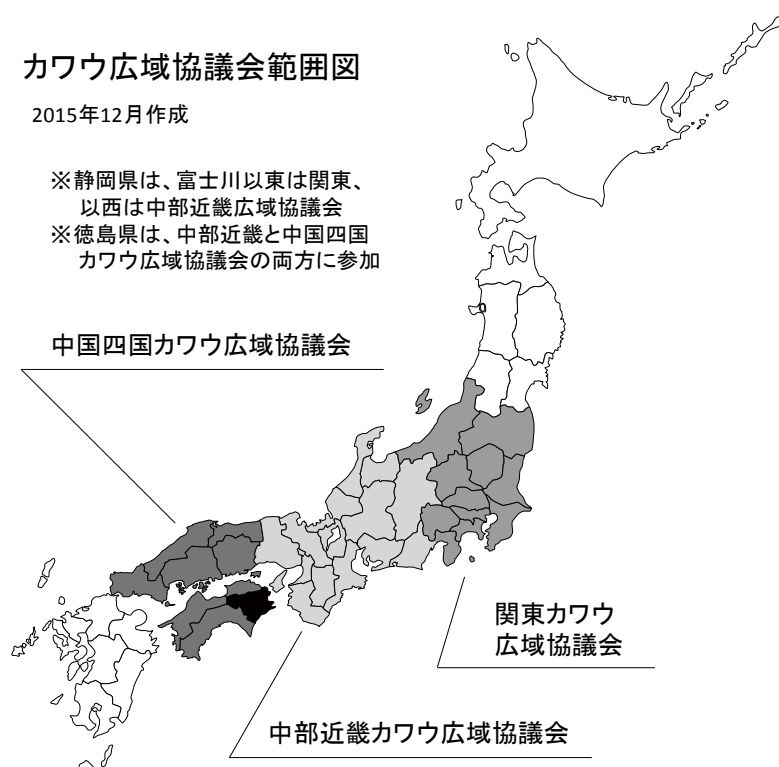 カワウ広域協議会範囲図
2015年12月作成
※静岡県は、富士川以東は関東、
以西は中部近畿広域協議会
※徳島県は、中部近畿と中国四国
カワウ広域協議会の両方に参加
中国四国カワウ広域協議会
関東カワウ
広域協議会
中部近畿カワウ広域協議会